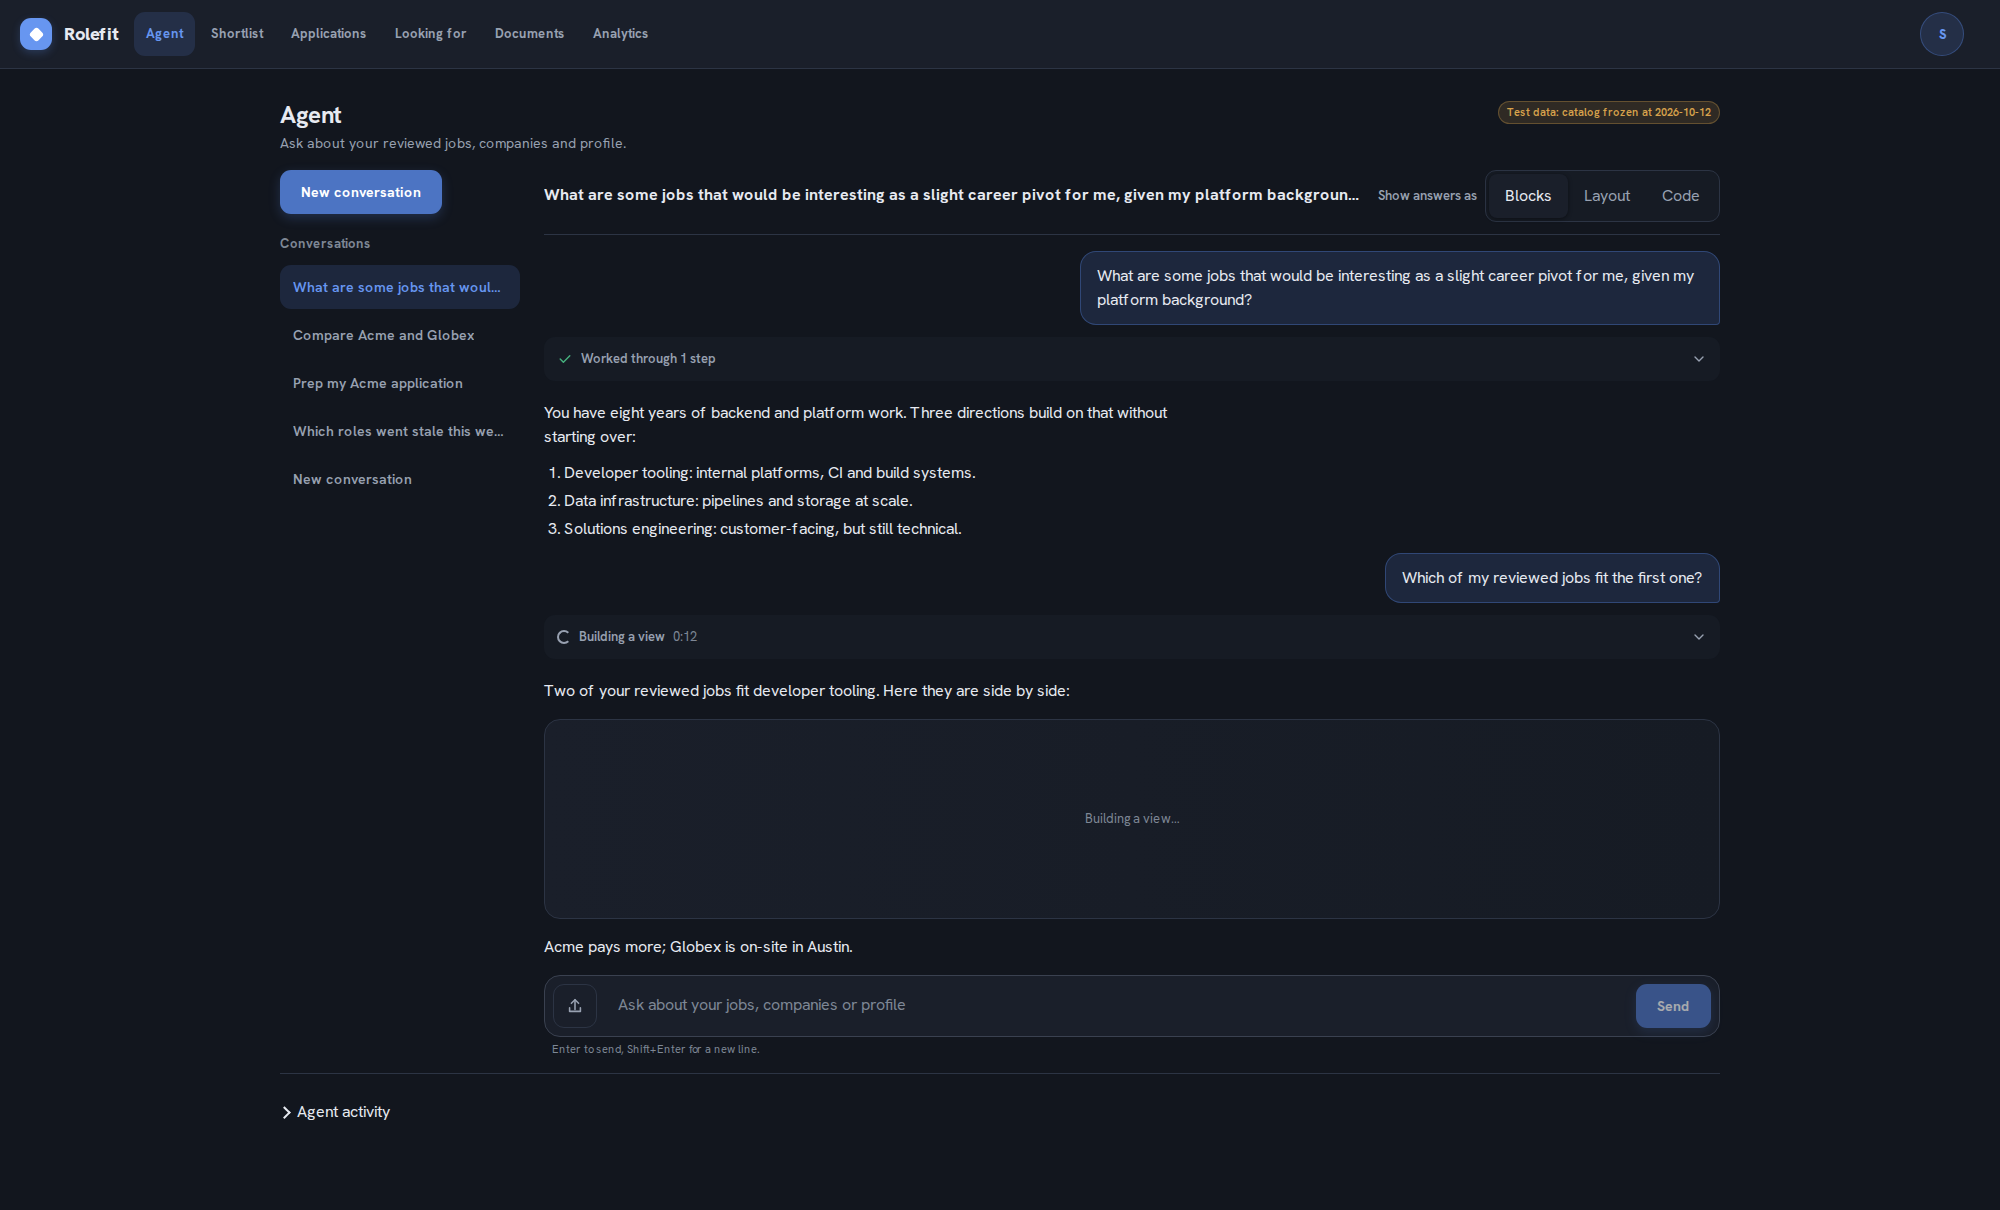 Rolefit
Agent
Shortlist
Applications
Looking for
Documents
Analytics
S
Agent
Test data: catalog frozen at 2026-10-12
Ask about your reviewed jobs, companies and profile.
New conversation
What are some jobs that would be interesting as a slight career pivot for me, given my platform backgroun...
Show answers as
Blocks
Layout
Code
Conversations
What are some jobs that woul...
Compare Acme and Globex
Prep my Acme application
Which roles went stale this we...
New conversation
What are some jobs that would be interesting as a slight career pivot for me, given my
platform background?
Worked through 1 step
You have eight years of backend and platform work. Three directions build on that without
starting over:
1. Developer tooling: internal platforms, CI and build systems.
2. Data infrastructure: pipelines and storage at scale.
3. Solutions engineering: customer-facing, but still technical.
Which of my reviewed jobs fit the first one?
Building a view 0:12
Two of your reviewed jobs fit developer tooling. Here they are side by side:
Building a view...
Acme pays more; Globex is on-site in Austin.
Ask about your jobs, companies or profile
Send
Enter to send, Shift+Enter for a new line.
Agent activity